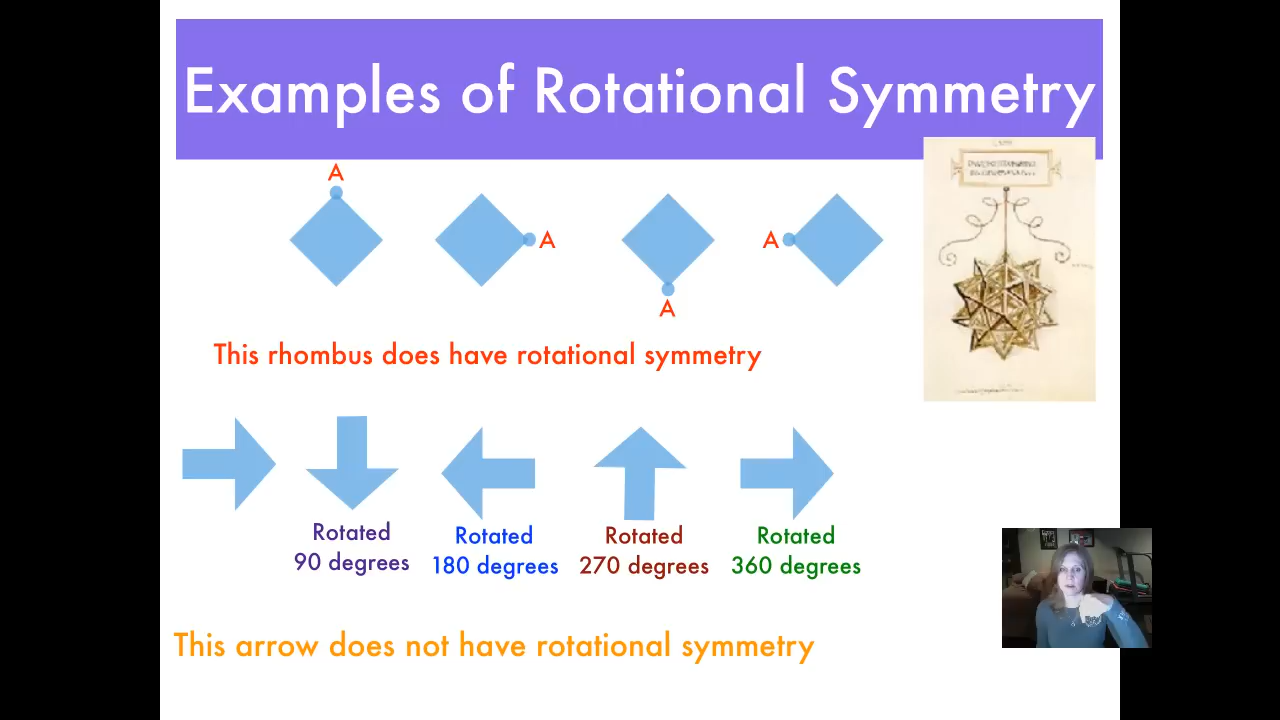 Examples of Rotational Symmetry
A
A
A
A
This rhombus does have rotational symmetry
Rotated
90 degrees
Rotated
180 degrees
Rotated
270 degrees
Rotated
360 degrees
This arrow does not have rotational symmetry